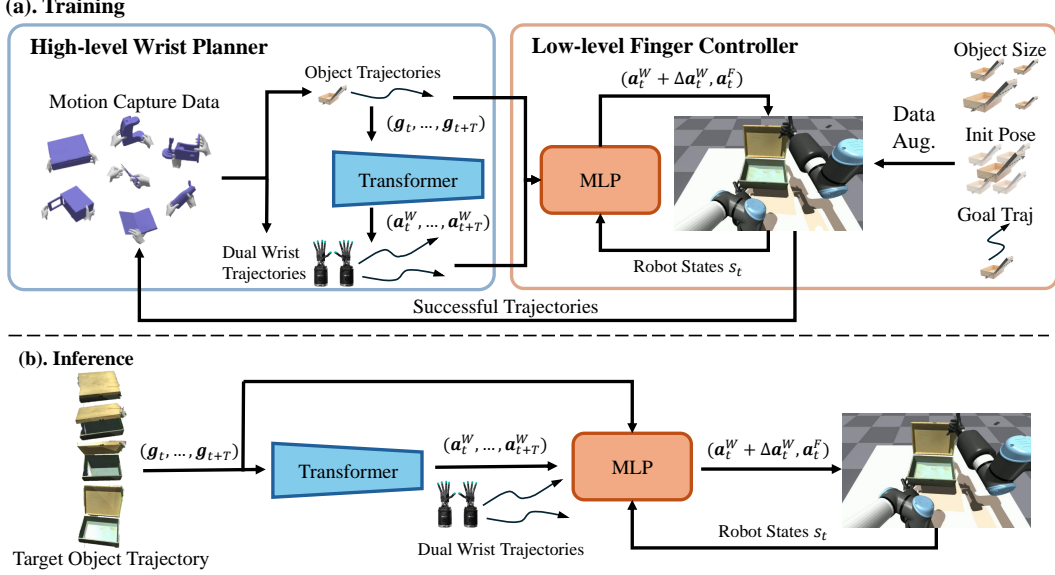 (a). Training
High-level Wrist Planner
Low-level Finger Controller
Object Trajectories
Motion Capture Data
(g_t, …, g_{t+T})
Transformer
(a_t^W, …, a_{t+T}^W)
Dual Wrist
Trajectories
(a_t^W + Δa_t^W, a_t^F)
MLP
Robot States s_t
Data
Aug.
Object Size
Init Pose
Goal Traj
Successful Trajectories
(b). Inference
(g_t, …, g_{t+T})
Transformer
(a_t^W, …, a_{t+T}^W)
Dual Wrist Trajectories
MLP
(a_t^W + Δa_t^W, a_t^F)
Robot States s_t
Target Object Trajectory